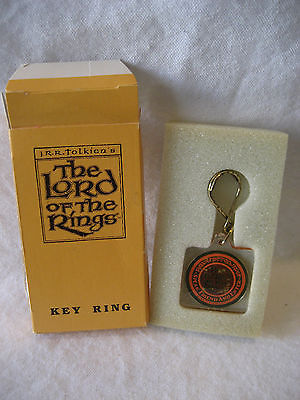 J.R.R. Tolkien's
The
LORD
OF THE
Rings
KEY RING